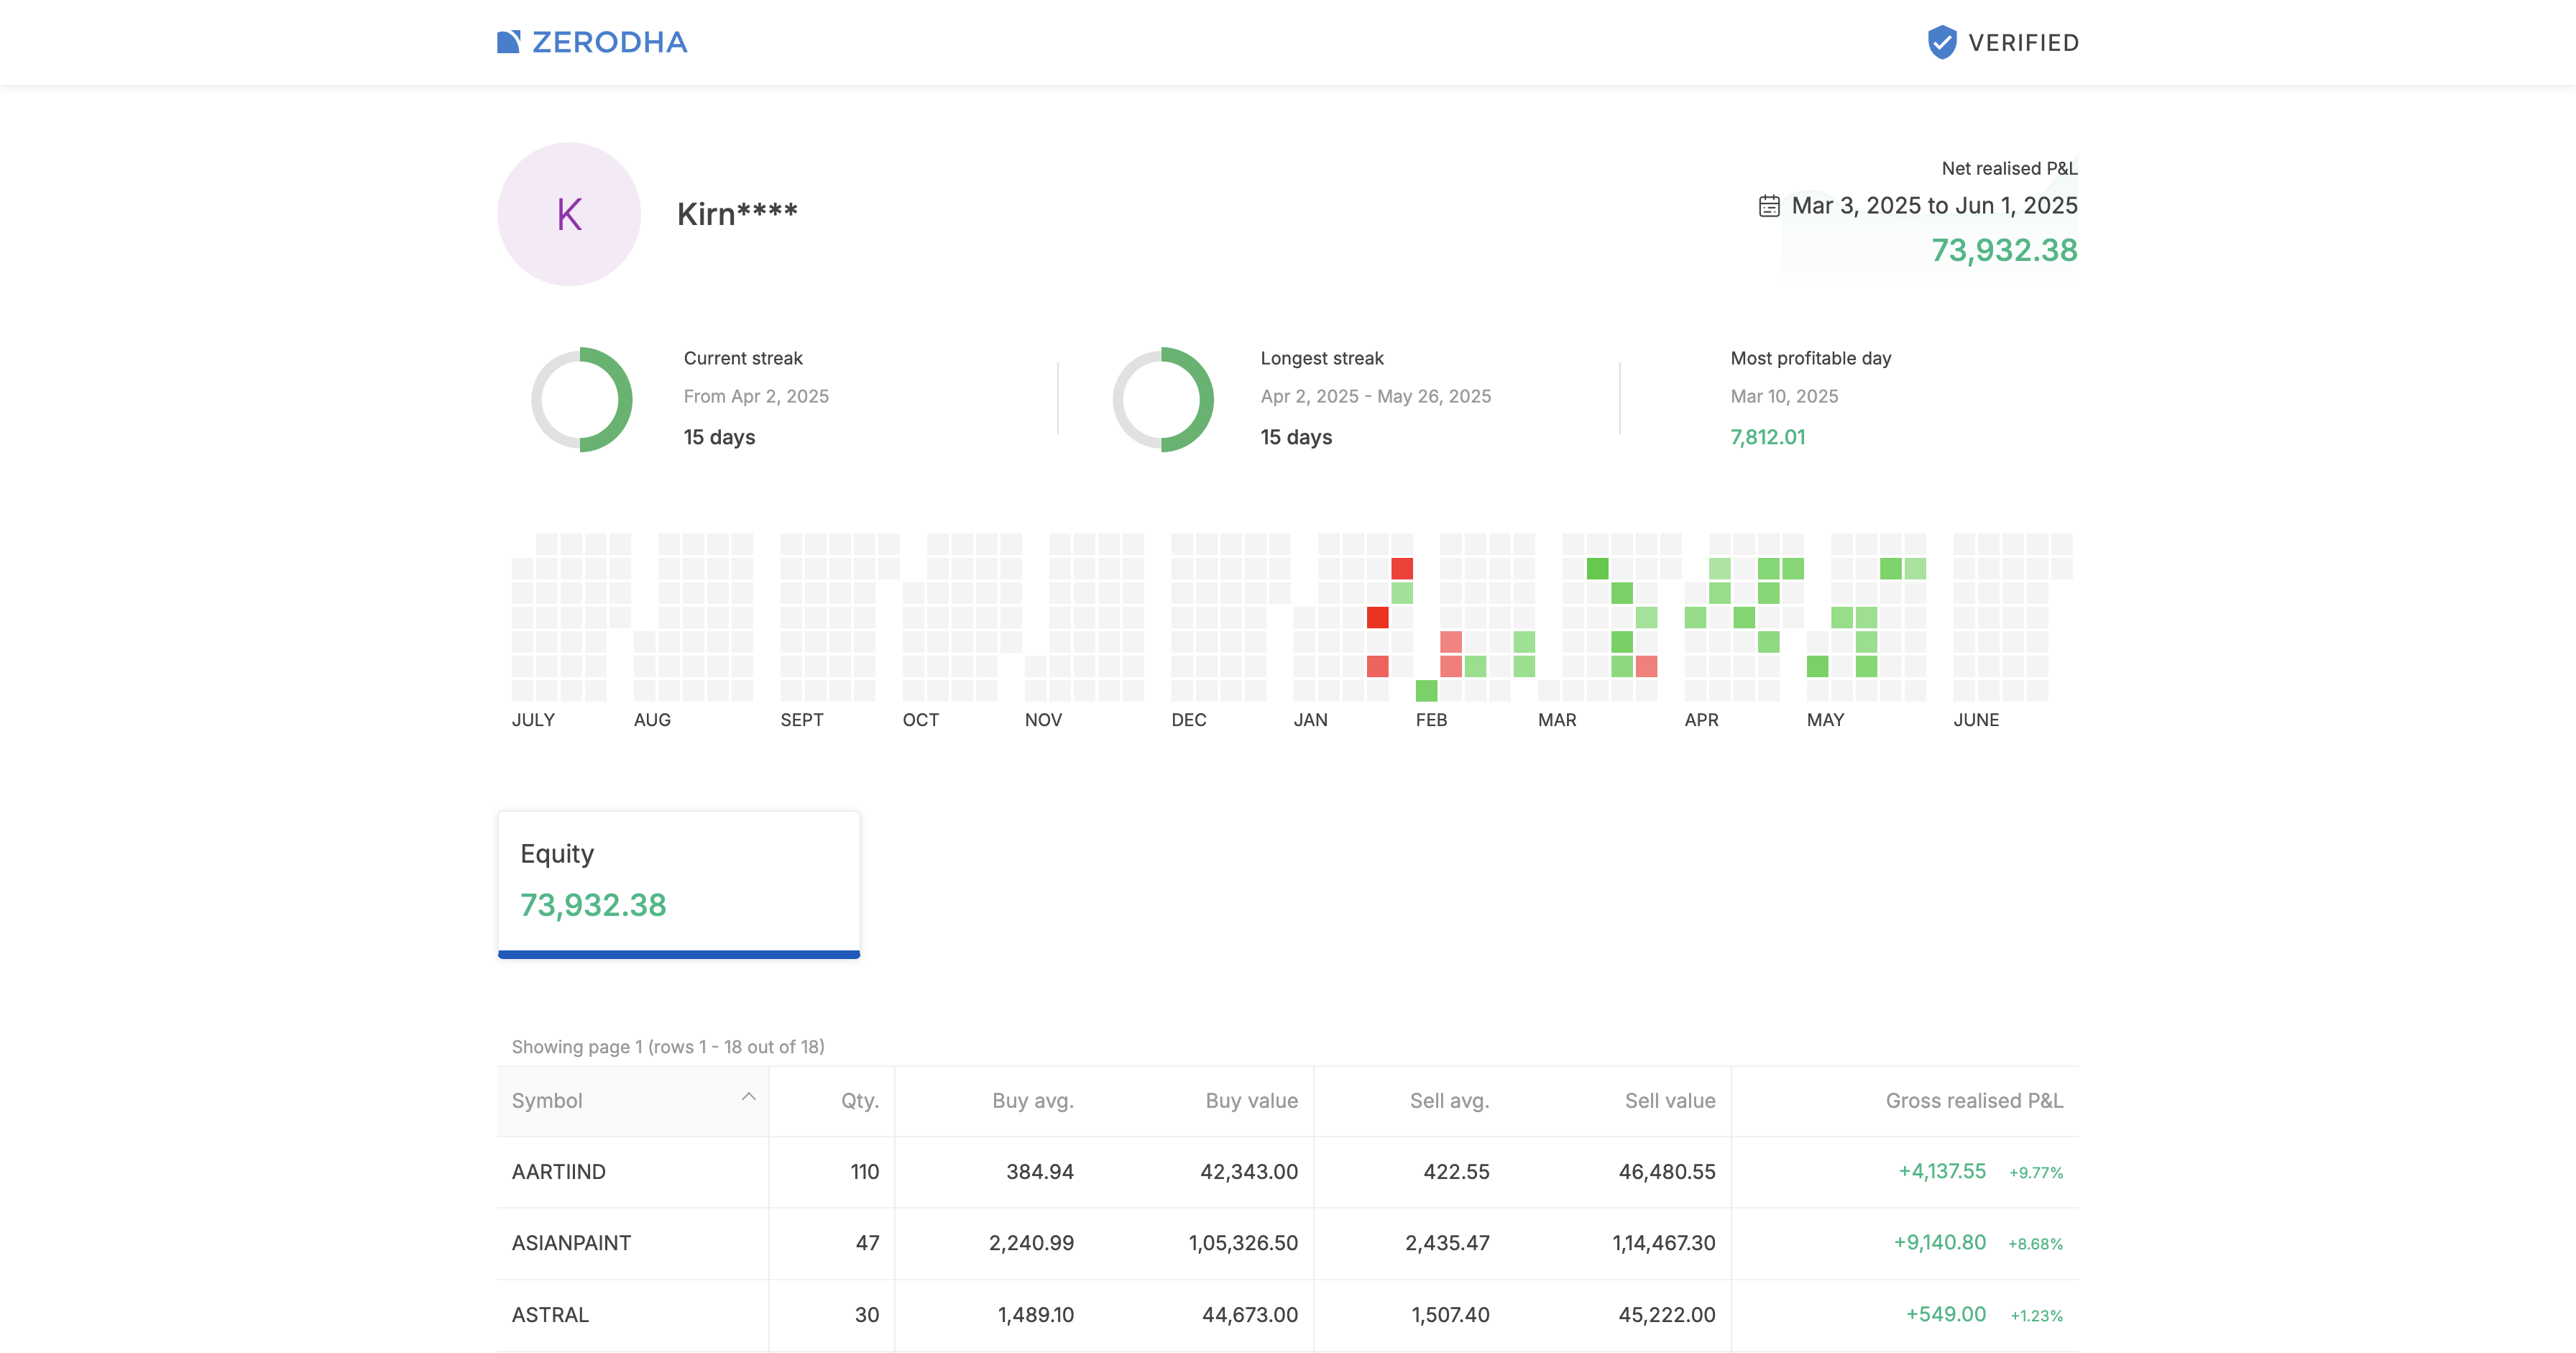 ZERODHA
VERIFIED
K
Kirn****
Net realised P&L
Mar 3, 2025 to Jun 1, 2025
73,932.38
Current streak
From Apr 2, 2025
15 days
Longest streak
Apr 2, 2025 - May 26, 2025
15 days
Most profitable day
Mar 10, 2025
7,812.01
JULY AUG SEPT OCT NOV DEC JAN FEB MAR APR MAY JUNE
Equity
73,932.38
Showing page 1 (rows 1 - 18 out of 18)
Symbol Qty. Buy avg. Buy value Sell avg. Sell value Gross realised P&L
AARTIIND 110 384.94 42,343.00 422.55 46,480.55 +4,137.55 +9.77%
ASIANPAINT 47 2,240.99 1,05,326.50 2,435.47 1,14,467.30 +9,140.80 +8.68%
ASTRAL 30 1,489.10 44,673.00 1,507.40 45,222.00 +549.00 +1.23%